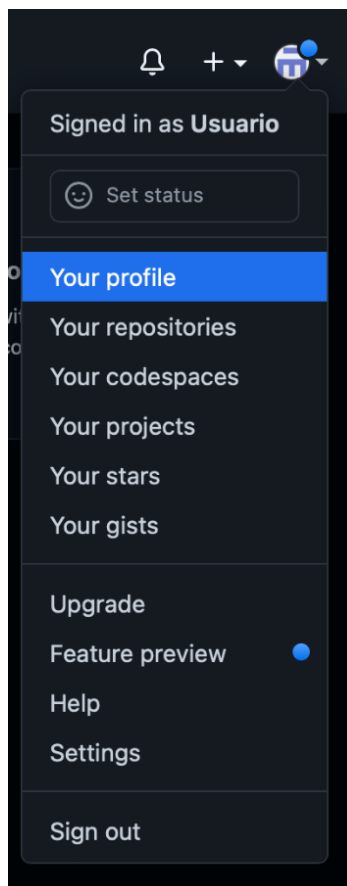 Signed in as Usuario
Set status
Your profile
Your repositories
Your codespaces
Your projects
Your stars
Your gists
Upgrade
Feature preview
Help
Settings
Sign out